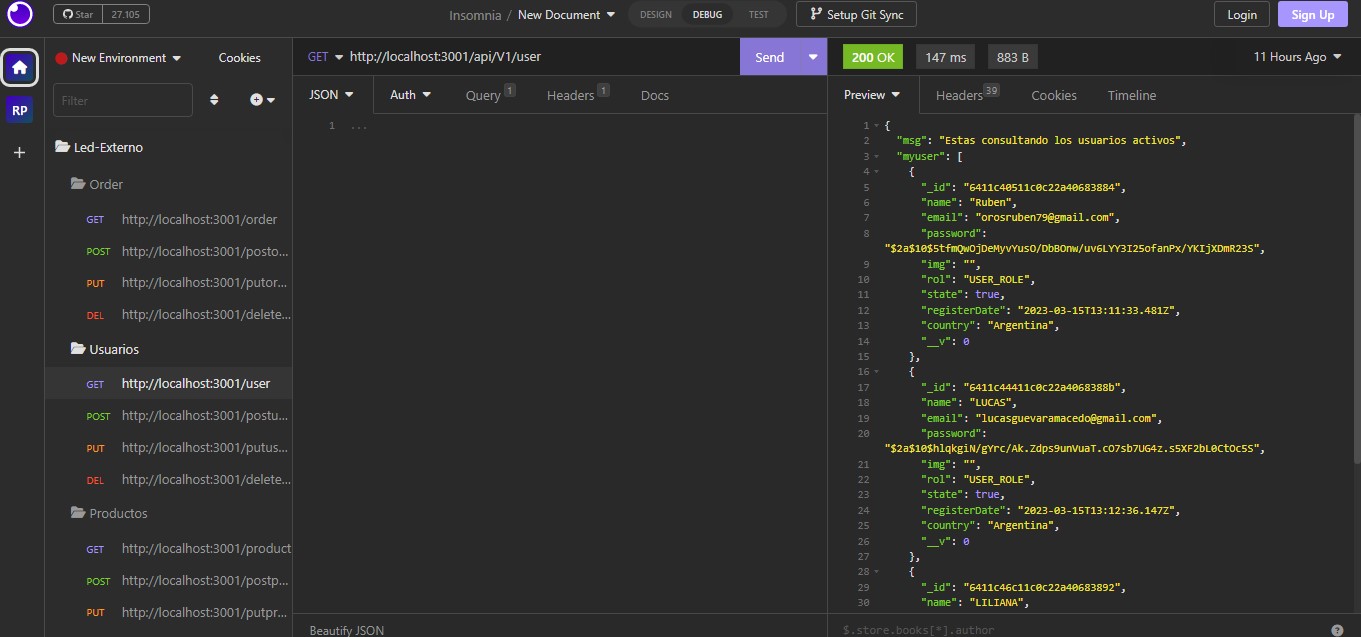 Star 27.105
Insomnia / New Document
DESIGN DEBUG TEST
Setup Git Sync
Login
Sign Up
RP
New Environment
Cookies
Filter
Led-Externo
Order
GET http://localhost:3001/order
POST http://localhost:3001/posto...
PUT http://localhost:3001/putor...
DEL http://localhost:3001/delete...
Usuarios
GET http://localhost:3001/user
POST http://localhost:3001/postu...
PUT http://localhost:3001/putus...
DEL http://localhost:3001/delete...
Productos
GET http://localhost:3001/product
POST http://localhost:3001/postp...
PUT http://localhost:3001/putpr...
GET http://localhost:3001/api/V1/user
Send
JSON Auth Query 1 Headers 1 Docs
1 ...
Beautify JSON
200 OK 147 ms 883 B 11 Hours Ago
Preview Headers 39 Cookies Timeline
1 {
2 "msg": "Estas consultando los usuarios activos",
3 "myuser": [
4 {
5 "_id": "6411c40511c0c22a40683884",
6 "name": "Ruben",
7 "email": "orosruben79@gmail.com",
8 "password":
"$2a$10$5tfmQwOjDeMyvYusO/DbBOnw/uv6LYY3I25ofanPx/YKIjXDmR23S",
9 "img": "",
10 "rol": "USER_ROLE",
11 "state": true,
12 "registerDate": "2023-03-15T13:11:33.481Z",
13 "country": "Argentina",
14 "__v": 0
15 },
16 {
17 "_id": "6411c44411c0c22a4068388b",
18 "name": "LUCAS",
19 "email": "lucasguevaramacedo@gmail.com",
20 "password":
"$2a$10$hlqkgiN/gYrc/Ak.Zdps9unVuaT.cO7sb7UG4z.s5XF2bL0CtOc5S",
21 "img": "",
22 "rol": "USER_ROLE",
23 "state": true,
24 "registerDate": "2023-03-15T13:12:36.147Z",
25 "country": "Argentina",
26 "__v": 0
27 },
28 {
29 "_id": "6411c46c11c0c22a40683892",
30 "name": "LILIANA",
$.store.books[*].author